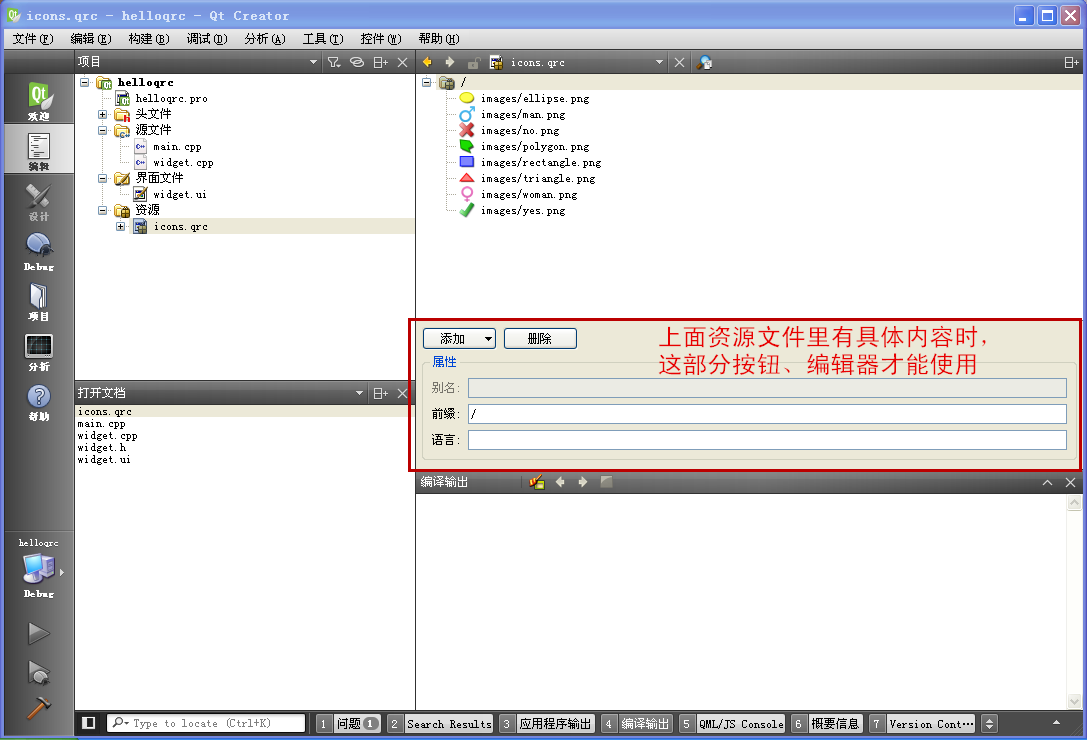 icons.qrc - helloqrc - Qt Creator
文件(F) 编辑(E) 构建(B) 调试(D) 分析(A) 工具(T) 控件(W) 帮助(H)
项目
icons.qrc
欢迎
编辑
设计
Debug
项目
分析
帮助
helloqrc
Debug
helloqrc
helloqrc.pro
头文件
源文件
main.cpp
widget.cpp
界面文件
widget.ui
资源
icons.qrc
/
images/ellipse.png
images/man.png
images/no.png
images/polygon.png
images/rectangle.png
images/triangle.png
images/woman.png
images/yes.png
添加 删除
上面资源文件里有具体内容时，
这部分按钮、编辑器才能使用
属性
别名:
前缀: /
语言:
打开文档
icons.qrc
main.cpp
widget.cpp
widget.h
widget.ui
编译输出
Type to locate (Ctrl+K) 1 问题 1 2 Search Results 3 应用程序输出 4 编译输出 5 QML/JS Console 6 概要信息 7 Version Cont…